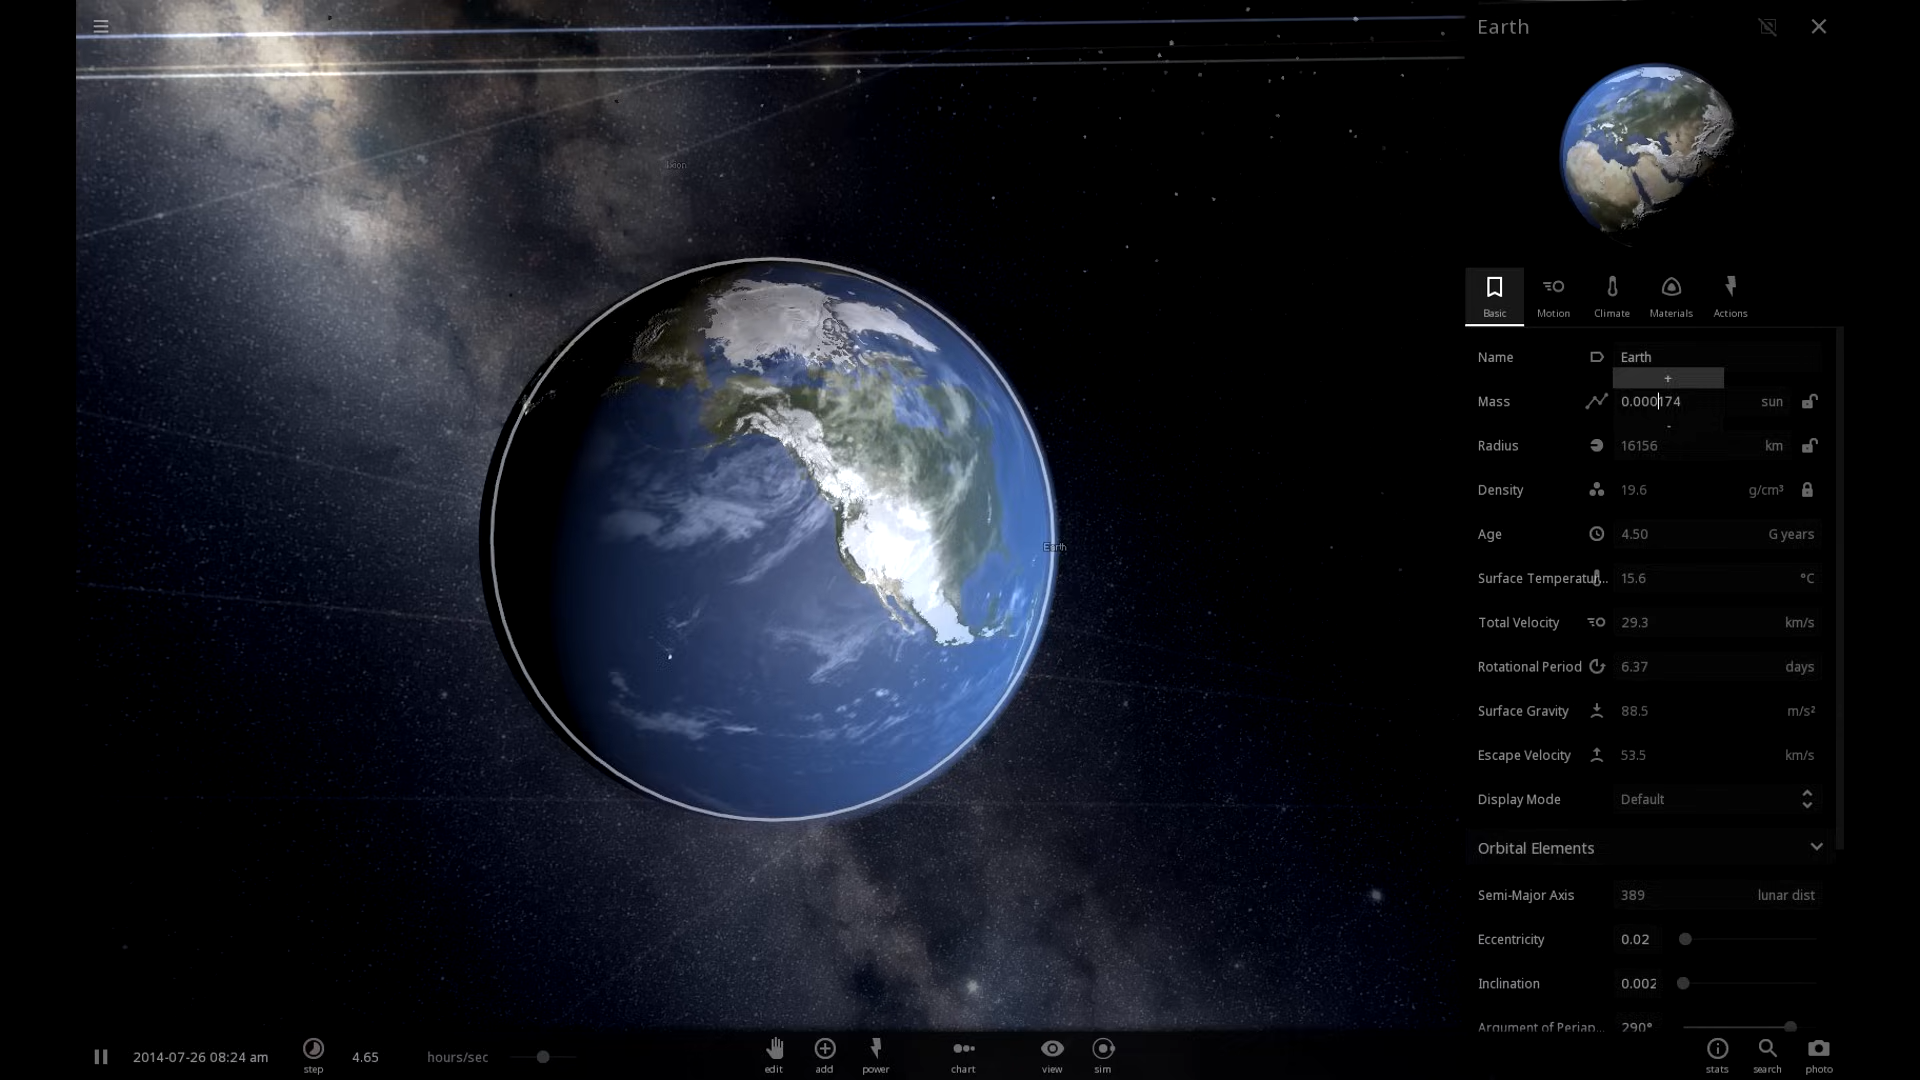 Earth
Moon
Earth
Basic
Motion
Climate
Materials
Actions
Name Earth
+
Mass 0.000174 sun
-
Radius 16156 km
Density 19.6 g/cm³
Age 4.50 G years
Surface Temperatur... 15.6 °C
Total Velocity 29.3 km/s
Rotational Period 6.37 days
Surface Gravity 88.5 m/s²
Escape Velocity 53.5 km/s
Display Mode Default
Orbital Elements
Semi-Major Axis 389 lunar dist
Eccentricity 0.02
Inclination 0.002
Argument of Periap... 290°
2014-07-26 08:24 am
step
4.65 hours/sec
edit
add
power
chart
view
sim
stats
search
photo